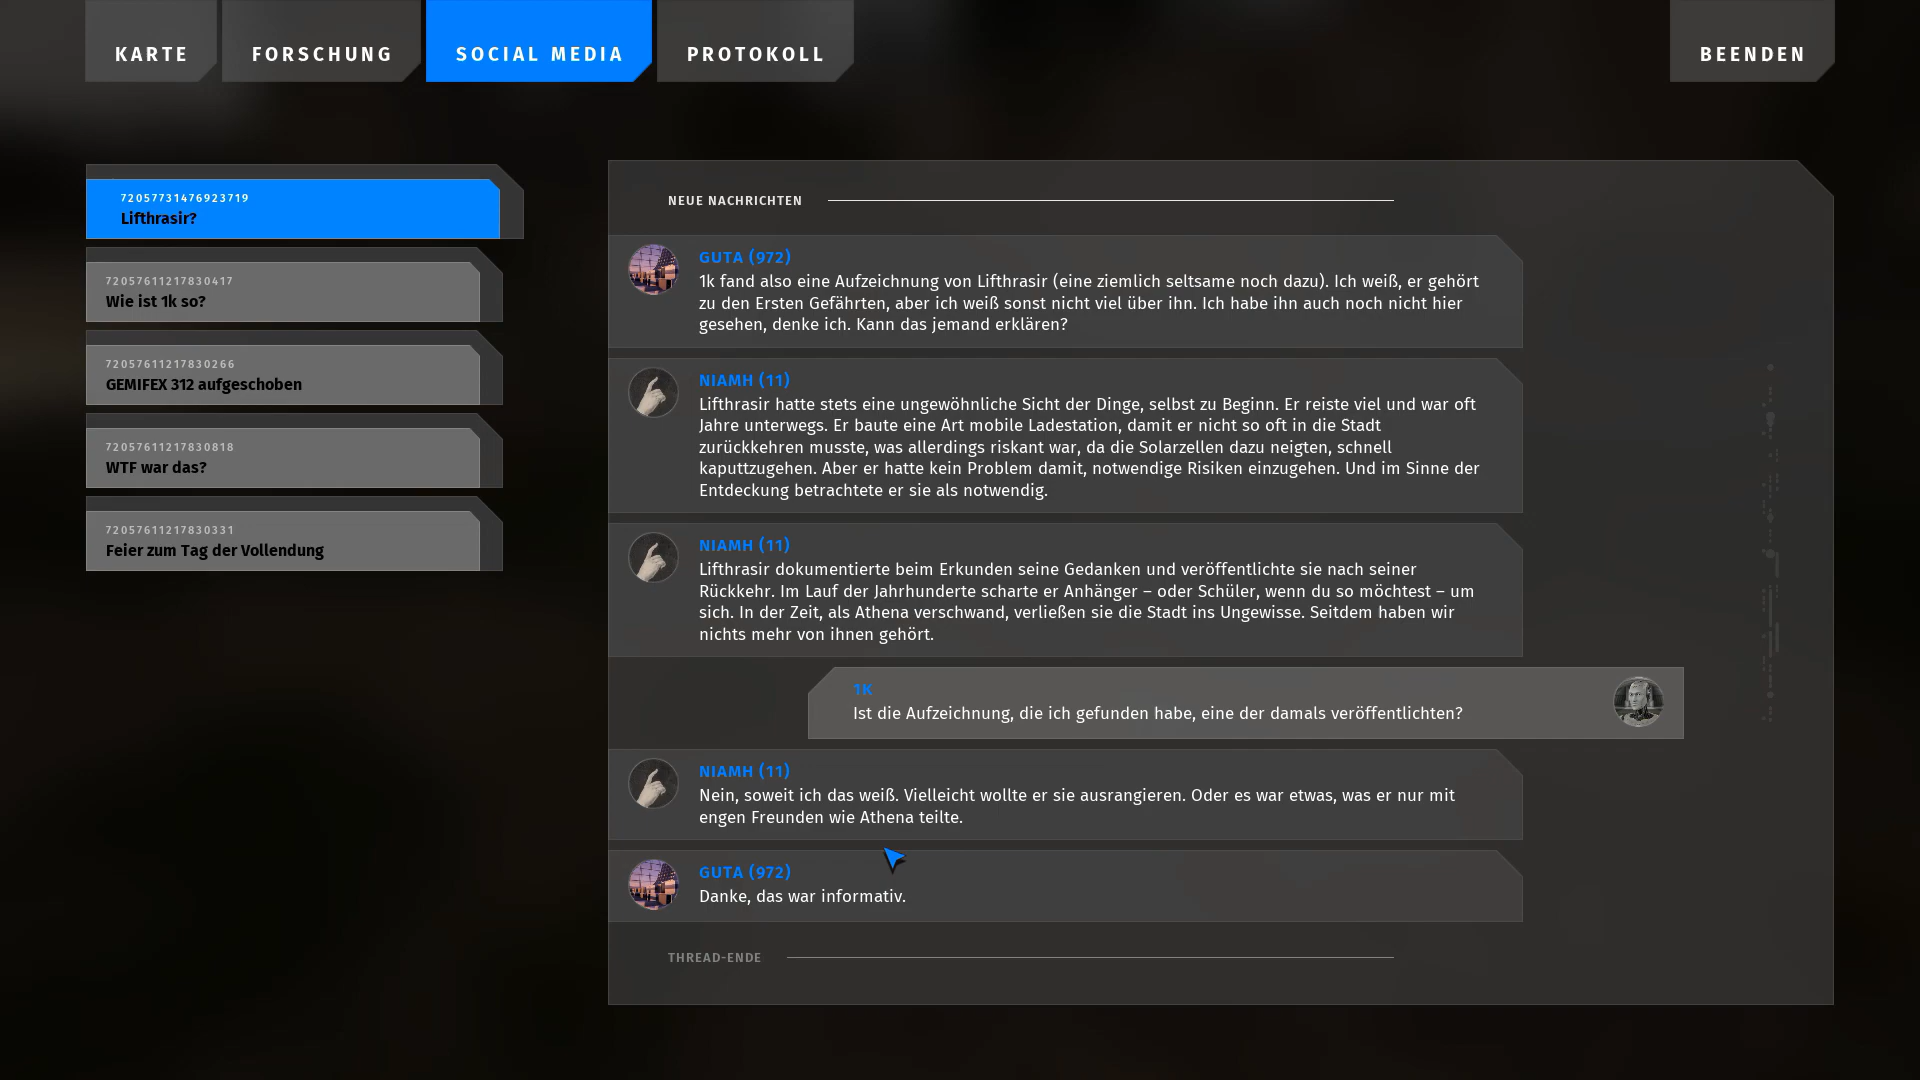 KARTE
FORSCHUNG
SOCIAL MEDIA
PROTOKOLL
BEENDEN
72057731476923719
Lifthrasir?
72057611217830417
Wie ist 1k so?
72057611217830266
GEMIFEX 312 aufgeschoben
72057611217830818
WTF war das?
72057611217830331
Feier zum Tag der Vollendung
NEUE NACHRICHTEN
GUTA (972)
1k fand also eine Aufzeichnung von Lifthrasir (eine ziemlich seltsame noch dazu). Ich weiß, er gehört
zu den Ersten Gefährten, aber ich weiß sonst nicht viel über ihn. Ich habe ihn auch noch nicht hier
gesehen, denke ich. Kann das jemand erklären?
NIAMH (11)
Lifthrasir hatte stets eine ungewöhnliche Sicht der Dinge, selbst zu Beginn. Er reiste viel und war oft
Jahre unterwegs. Er baute eine Art mobile Ladestation, damit er nicht so oft in die Stadt
zurückkehren musste, was allerdings riskant war, da die Solarzellen dazu neigten, schnell
kaputtzugehen. Aber er hatte kein Problem damit, notwendige Risiken einzugehen. Und im Sinne der
Entdeckung betrachtete er sie als notwendig.
NIAMH (11)
Lifthrasir dokumentierte beim Erkunden seine Gedanken und veröffentlichte sie nach seiner
Rückkehr. Im Lauf der Jahrhunderte scharte er Anhänger – oder Schüler, wenn du so möchtest – um
sich. In der Zeit, als Athena verschwand, verließen sie die Stadt ins Ungewisse. Seitdem haben wir
nichts mehr von ihnen gehört.
1K
Ist die Aufzeichnung, die ich gefunden habe, eine der damals veröffentlichten?
NIAMH (11)
Nein, soweit ich das weiß. Vielleicht wollte er sie ausrangieren. Oder es war etwas, was er nur mit
engen Freunden wie Athena teilte.
GUTA (972)
Danke, das war informativ.
THREAD-ENDE